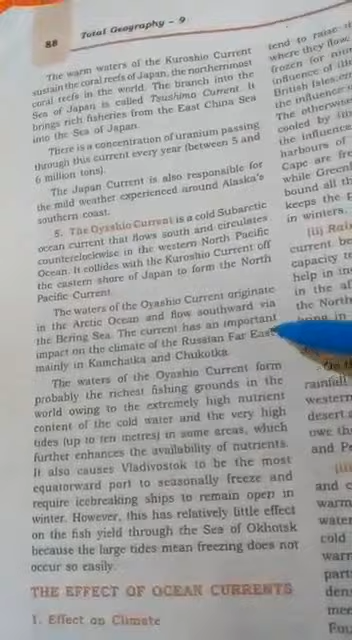 88
Total Geography - 9
The warm waters of the Kuroshio Current
sustain the coral reefs of Japan, the northernmost
coral reefs in the world. The branch into the
Sea of Japan is called Tsushima Current. It
brings rich fisheries from the East China Sea
into the Sea of Japan.
There is a concentration of uranium passing
through this current every year (between 5 and
6 million tons).
The Japan Current is also responsible for
the mild weather experienced around Alaska's
southern coast.
5. The Oyashio Current is a cold Subarctic
ocean current that flows south and circulates
counterclockwise in the western North Pacific
Ocean. It collides with the Kuroshio Current off
the eastern shore of Japan to form the North
Pacific Current.
The waters of the Oyashio Current originate
in the Arctic Ocean and flow southward via
the Bering Sea. The current has an important
impact on the climate of the Russian Far East
mainly in Kamchatka and Chukotka.
The waters of the Oyashio Current form
probably the richest fishing grounds in the
world owing to the extremely high nutrient
content of the cold water and the very high
tides (up to ten metres) in some areas, which
further enhances the availability of nutrients.
It also causes Vladivostok to be the most
equatorward port to seasonally freeze and
require icebreaking ships to remain open in
winter. However, this has relatively little effect
on the fish yield through the Sea of Okhotsk
because the large tides mean freezing does not
occur so easily.
THE EFFECT OF OCEAN CURRENTS
1. Effect on Climate
tend to raise
where they flow
frozen for
influence of
British Isles
the influence
The otherwise
cooled by
the influence
harbours of
Cape are
while
bound all
keeps the
in winters.
(ii)
current
capacity
help in
in the
the North
rainfall
western
desert
owe
and
and
warm
water
cold